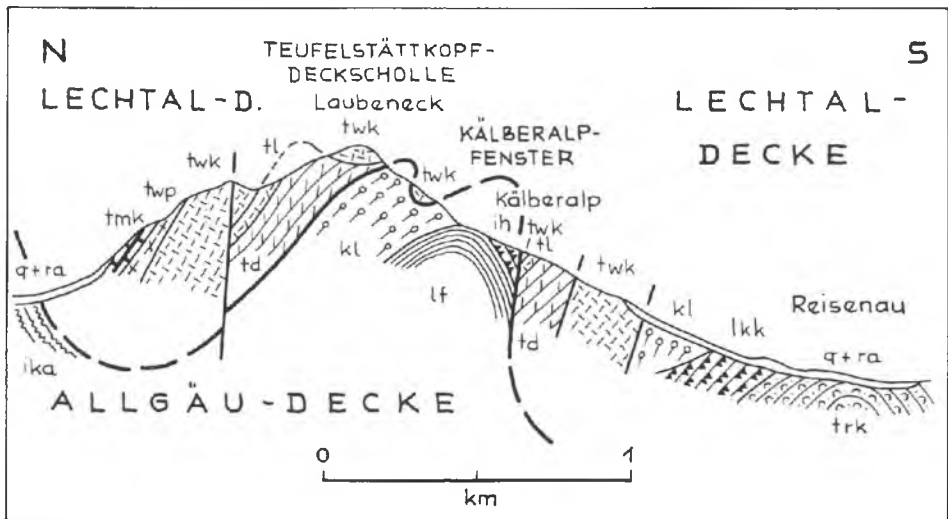 N
S
TEUFELSTÄTTKOPF-
DECKSCHOLLE
LECHTAL-D.
Laubeneck
LECHTAL-
DECKE
KÄLBERALP-
FENSTER
twk
twk
tl
twp
tmk
twk
Kälberalp
ih
twk
tl
twk
q+ra
td
kl
lf
td
kl
lkk
Reisenau
q+ra
ika
trk
ALLGÄU-DECKE
0
1
km